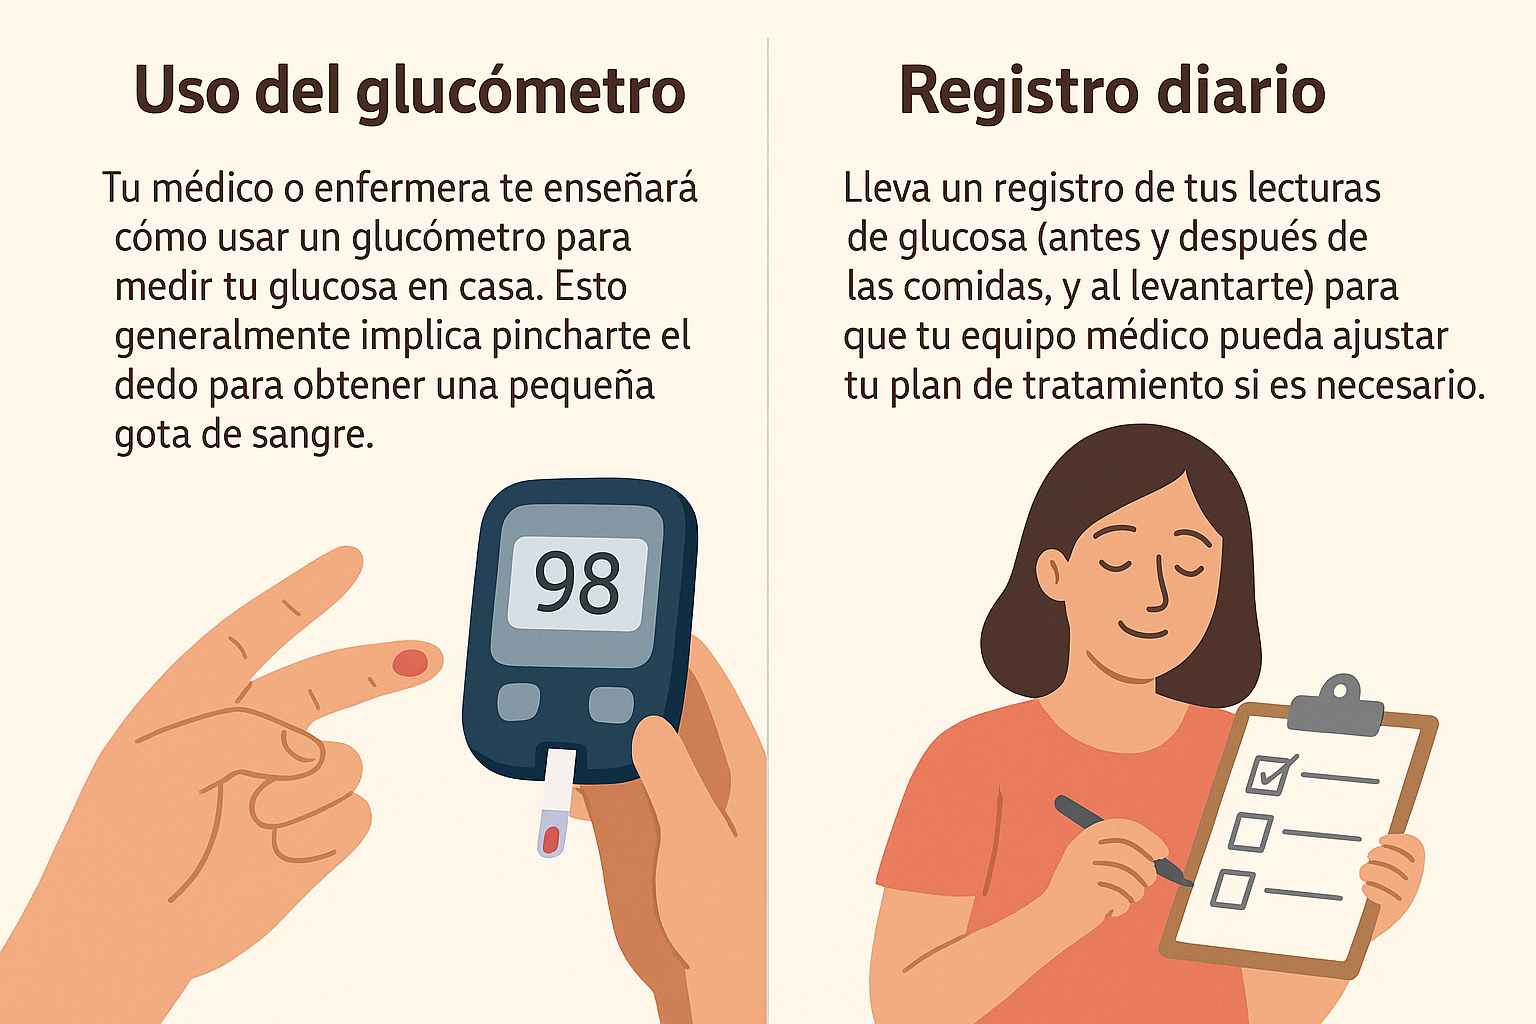 Uso del glucómetro
Tu médico o enfermera te enseñará
cómo usar un glucómetro para
medir tu glucosa en casa. Esto
generalmente implica pincharte el
dedo para obtener una pequeña
gota de sangre.
98
Registro diario
Lleva un registro de tus lecturas
de glucosa (antes y después de
las comidas, y al levantarte) para
que tu equipo médico pueda ajustar
tu plan de tratamiento si es necesario.